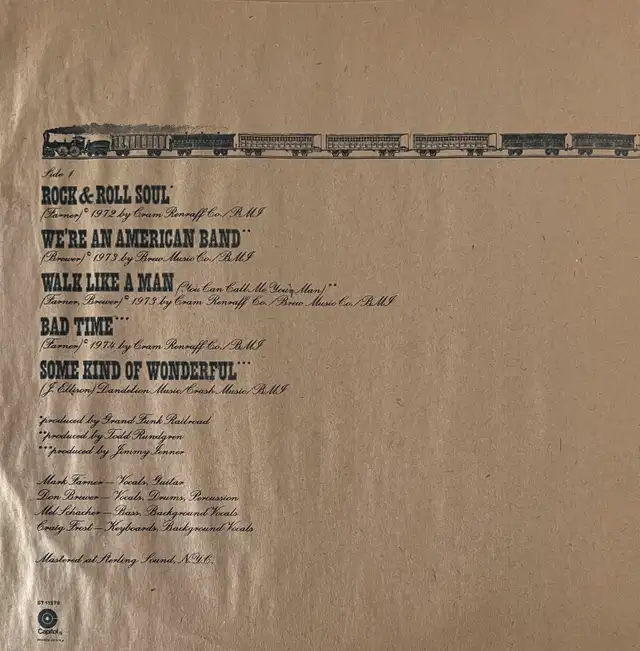 Side 1
ROCK & ROLL SOUL*
(Farner) © 1972 by Cram Renraff Co./BMI
WE'RE AN AMERICAN BAND**
(Brewer) © 1973 by Brew Music Co./BMI
WALK LIKE A MAN (You Can Call Me Your Man)**
(Farner, Brewer) © 1973 by Cram Renraff Co./Brew Music Co./BMI
BAD TIME***
(Farner) © 1974 by Cram Renraff Co./BMI
SOME KIND OF WONDERFUL***
(J. Ellison) Dandelion Music/Crash Music/BMI
*produced by Grand Funk Railroad
**produced by Todd Rundgren
***produced by Jimmy Ienner
Mark Farner—Vocals, Guitar
Don Brewer—Vocals, Drums, Percussion
Mel Schacher—Bass, Background Vocals
Craig Frost—Keyboards, Background Vocals
Mastered at Sterling Sound, N.Y.C.
ST-11579
Capitol®